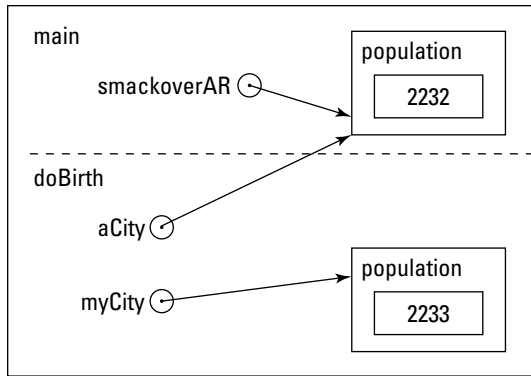 main
population
smackoverAR
2232
doBirth
aCity
population
myCity
2233